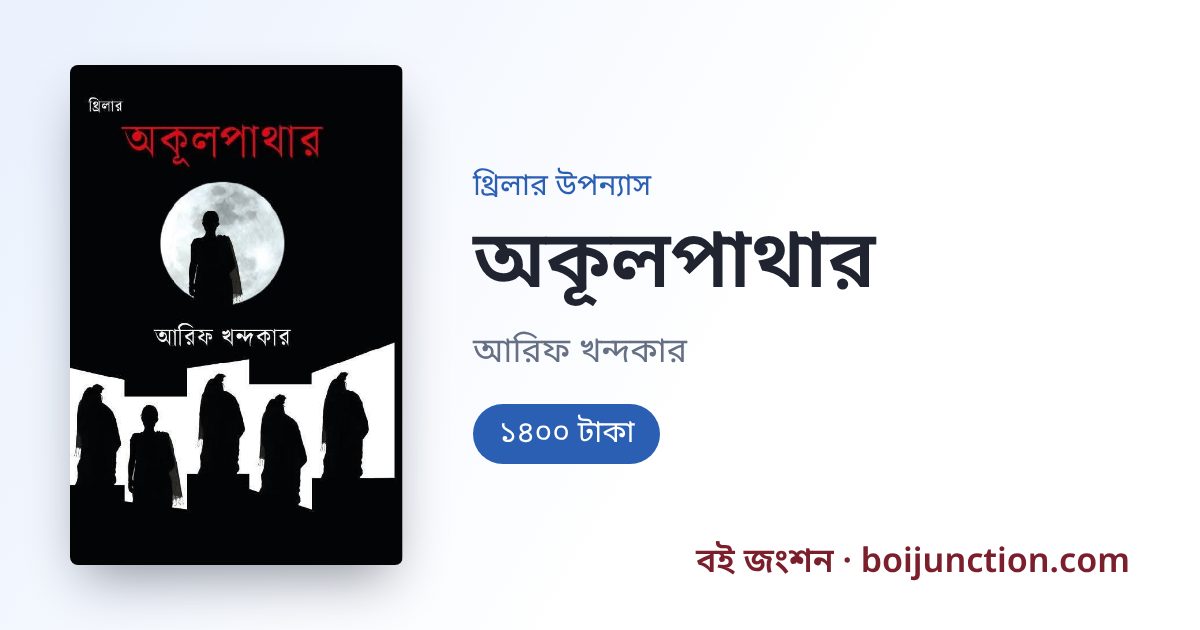 থ্রিলার
অকূলপাথার
আরিফ খন্দকার
থ্রিলার উপন্যাস
অকূলপাথার
আরিফ খন্দকার
১৪০০ টাকা
বই জংশন · boijunction.com